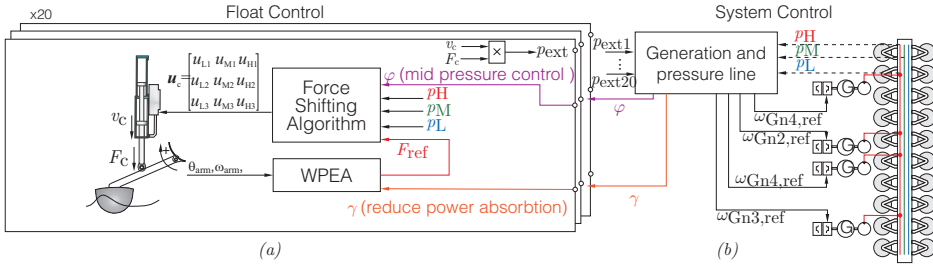 x20
Float Control
System Control
u_c = [u_L1 u_M1 u_H1
u_L2 u_M2 u_H2
u_L3 u_M3 u_H3]
v_c
F_c
×
p_ext
φ (mid pressure control )
p_H
p_M
p_L
Force
Shifting
Algorithm
F_ref
v_C
F_C
+
θ_arm, ω_arm,
WPEA
γ (reduce power absorbtion)
(a)
p_ext1
⋮
p_ext20
Generation and
pressure line
p_H
p_M
p_L
φ
γ
G
ω_Gn4,ref
G
ω_Gn2,ref
G
ω_Gn4,ref
G
ω_Gn3,ref
(b)